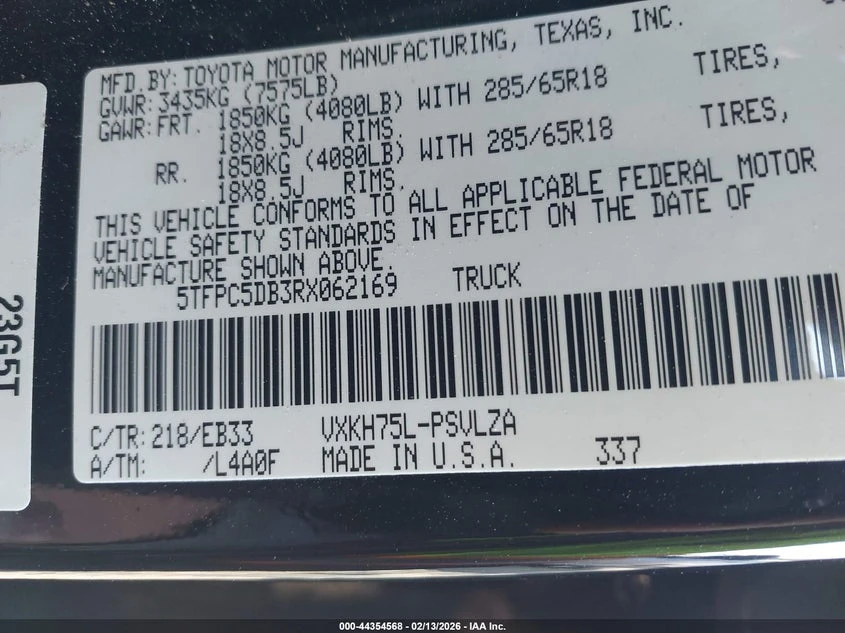 MFD.BY:TOYOTA MOTOR MANUFACTURING, TEXAS, INC.
GVWR:3435KG (7575LB)
GAWR:FRT. 1850KG (4080LB) WITH 285/65R18 TIRES,
18X8.5J RIMS.
RR. 1850KG (4080LB) WITH 285/65R18 TIRES,
18X8.5J RIMS.
THIS VEHICLE CONFORMS TO ALL APPLICABLE FEDERAL MOTOR
VEHICLE SAFETY STANDARDS IN EFFECT ON THE DATE OF
MANUFACTURE SHOWN ABOVE.
5TFPC5DB3RX062169 TRUCK
C/TR:218/EB33 VXKH75L-PSVLZA
A/TM: /L4A0F MADE IN U.S.A. 337
23G5T
000-44354568 - 02/13/2026 - IAA Inc.